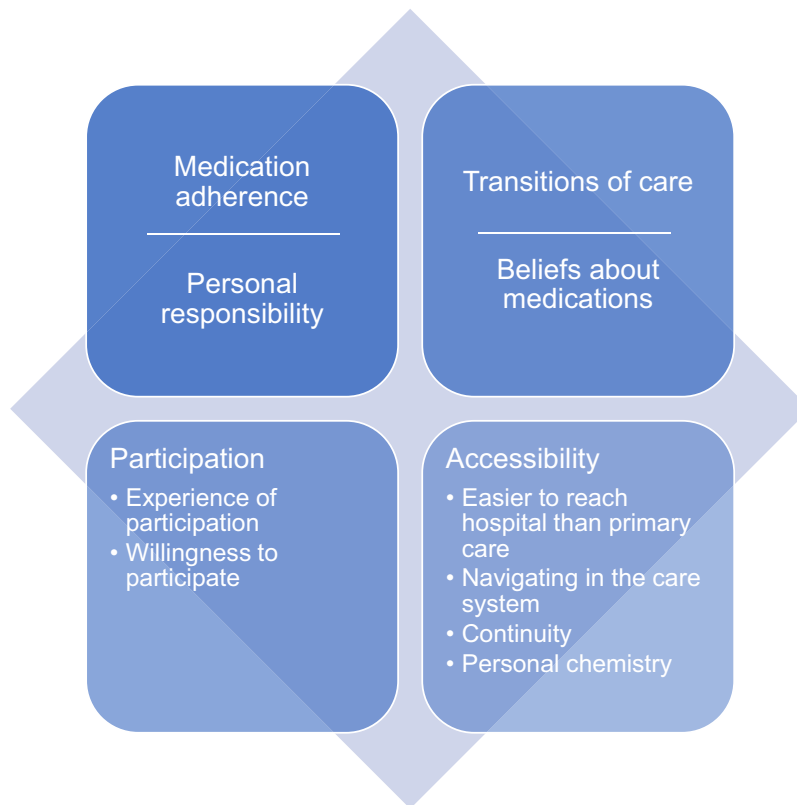 Medication
adherence
Personal
responsibility
Transitions of care
Beliefs about
medications
Participation
• Experience of
participation
• Willingness to
participate
Accessibility
• Easier to reach
hospital than primary
care
• Navigating in the care
system
• Continuity
• Personal chemistry